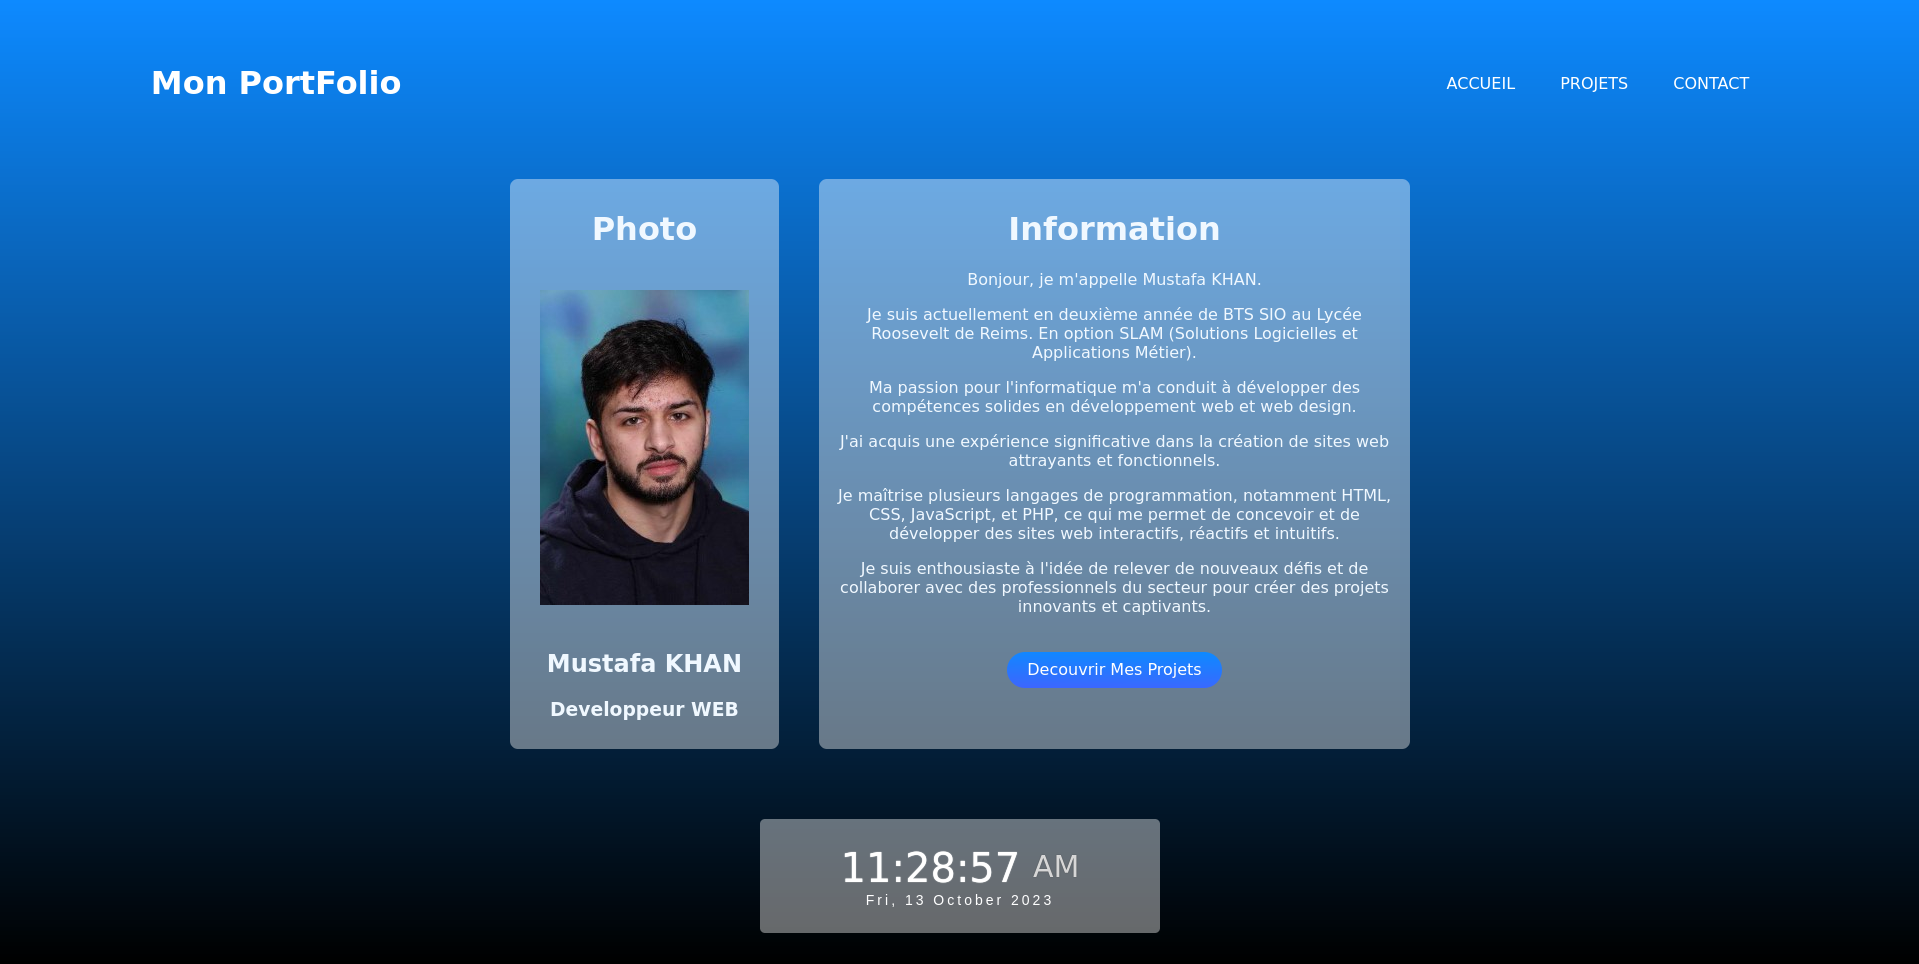 Mon PortFolio
ACCUEIL PROJETS CONTACT
Photo
Mustafa KHAN
Developpeur WEB
Information
Bonjour, je m'appelle Mustafa KHAN.
Je suis actuellement en deuxième année de BTS SIO au Lycée
Roosevelt de Reims. En option SLAM (Solutions Logicielles et
Applications Métier).
Ma passion pour l'informatique m'a conduit à développer des
compétences solides en développement web et web design.
J'ai acquis une expérience significative dans la création de sites web
attrayants et fonctionnels.
Je maîtrise plusieurs langages de programmation, notamment HTML,
CSS, JavaScript, et PHP, ce qui me permet de concevoir et de
développer des sites web interactifs, réactifs et intuitifs.
Je suis enthousiaste à l'idée de relever de nouveaux défis et de
collaborer avec des professionnels du secteur pour créer des projets
innovants et captivants.
Decouvrir Mes Projets
11:28:57 AM
Fri, 13 October 2023